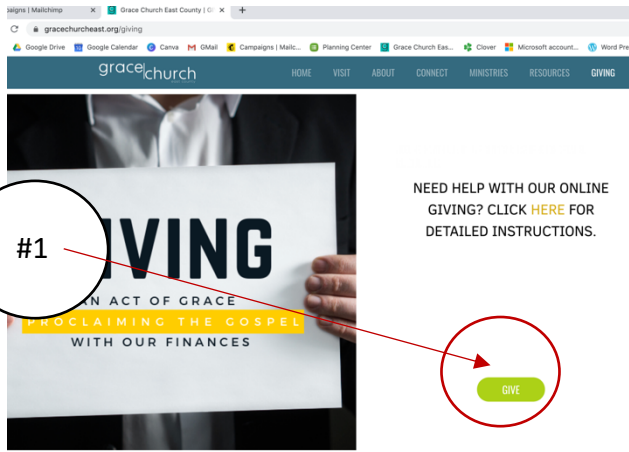 paigns | Mailchimp
Grace Church East County | Gi
gracechurcheast.org/giving
Google Drive
Google Calendar
Canva
GMail
Campaigns | Mailc...
Planning Center
Grace Church Eas...
Clover
Microsoft account...
Word Pre
grace church
HOME
VISIT
ABOUT
CONNECT
MINISTRIES
RESOURCES
GIVING
NEED HELP WITH OUR ONLINE
GIVING? CLICK HERE FOR
DETAILED INSTRUCTIONS.
#1
IVING
AN ACT OF GRACE
PROCLAIMING THE GOSPEL
WITH OUR FINANCES
GIVE